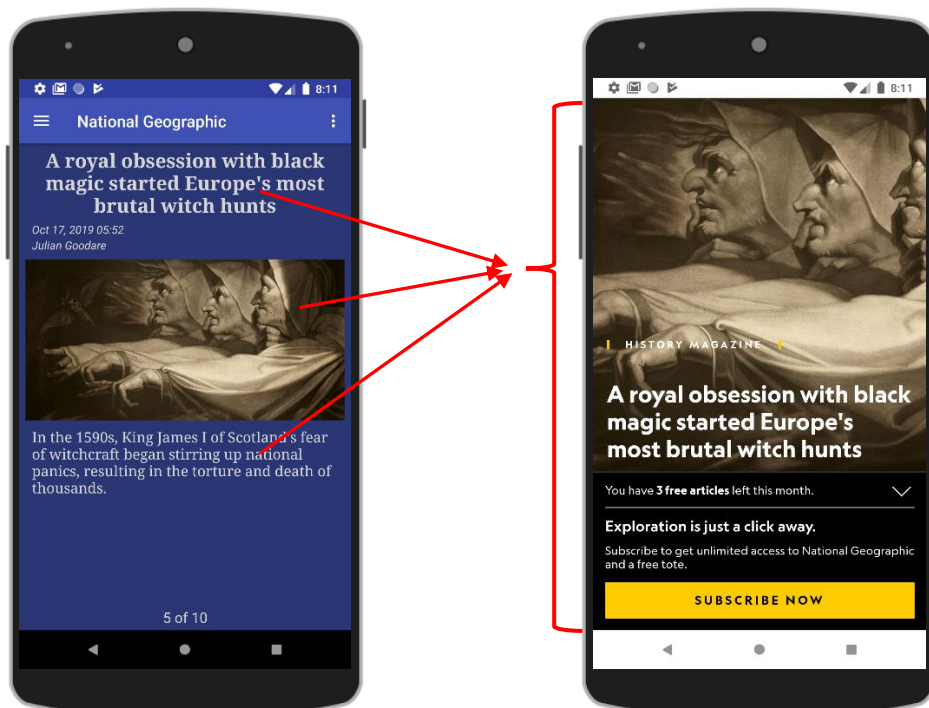 8:11
National Geographic
A royal obsession with black
magic started Europe's most
brutal witch hunts
Oct 17, 2019 05:52
Julian Goodare
In the 1590s, King James I of Scotland's fear
of witchcraft began stirring up national
panics, resulting in the torture and death of
thousands.
5 of 10
8:11
HISTORY MAGAZINE
A royal obsession with black
magic started Europe's
most brutal witch hunts
You have 3 free articles left this month.
Exploration is just a click away.
Subscribe to get unlimited access to National Geographic
and a free tote.
SUBSCRIBE NOW